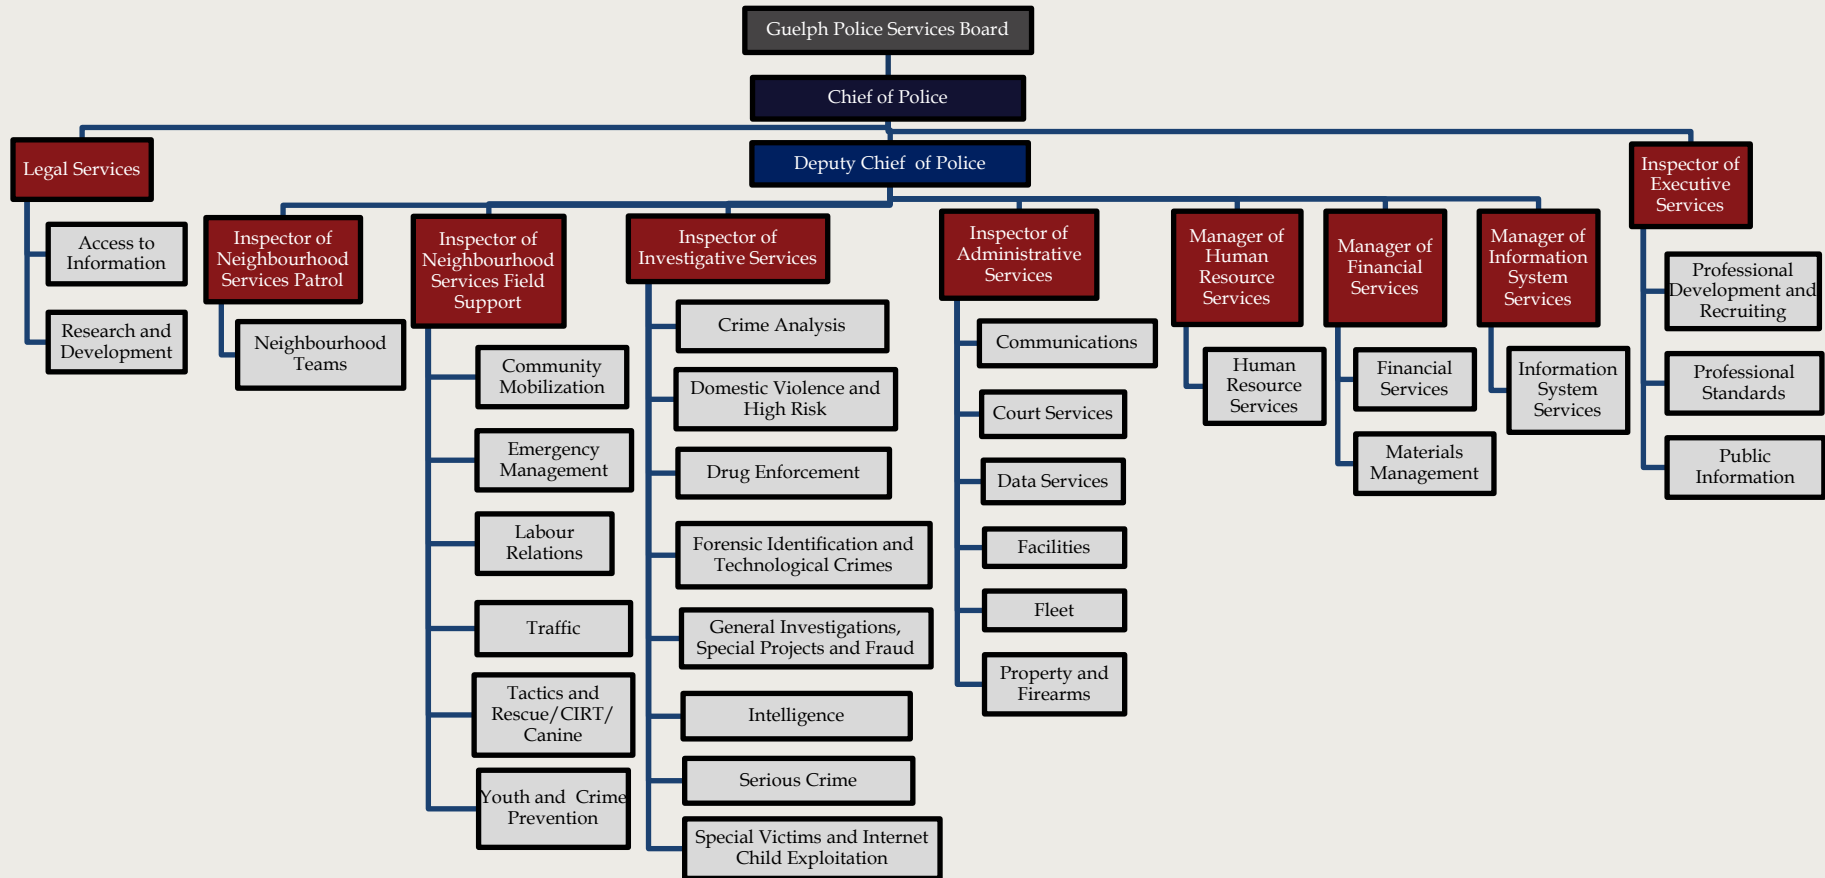 Guelph Police Services Board
Chief of Police
Deputy Chief of Police
Legal Services
Access to
Information
Research and
Development
Inspector of
Neighbourhood
Services Patrol
Neighbourhood
Teams
Inspector of
Neighbourhood
Services Field
Support
Community
Mobilization
Emergency
Management
Labour
Relations
Traffic
Tactics and
Rescue/CIRT/
Canine
Youth and Crime
Prevention
Inspector of
Investigative Services
Crime Analysis
Domestic Violence and
High Risk
Drug Enforcement
Forensic Identification and
Technological Crimes
General Investigations,
Special Projects and Fraud
Intelligence
Serious Crime
Special Victims and Internet
Child Exploitation
Inspector of
Administrative
Services
Communications
Court Services
Data Services
Facilities
Fleet
Property and
Firearms
Manager of
Human
Resource
Services
Human
Resource
Services
Manager of
Financial
Services
Financial
Services
Materials
Management
Manager of
Information
System
Services
Information
System
Services
Inspector of
Executive
Services
Professional
Development and
Recruiting
Professional
Standards
Public
Information